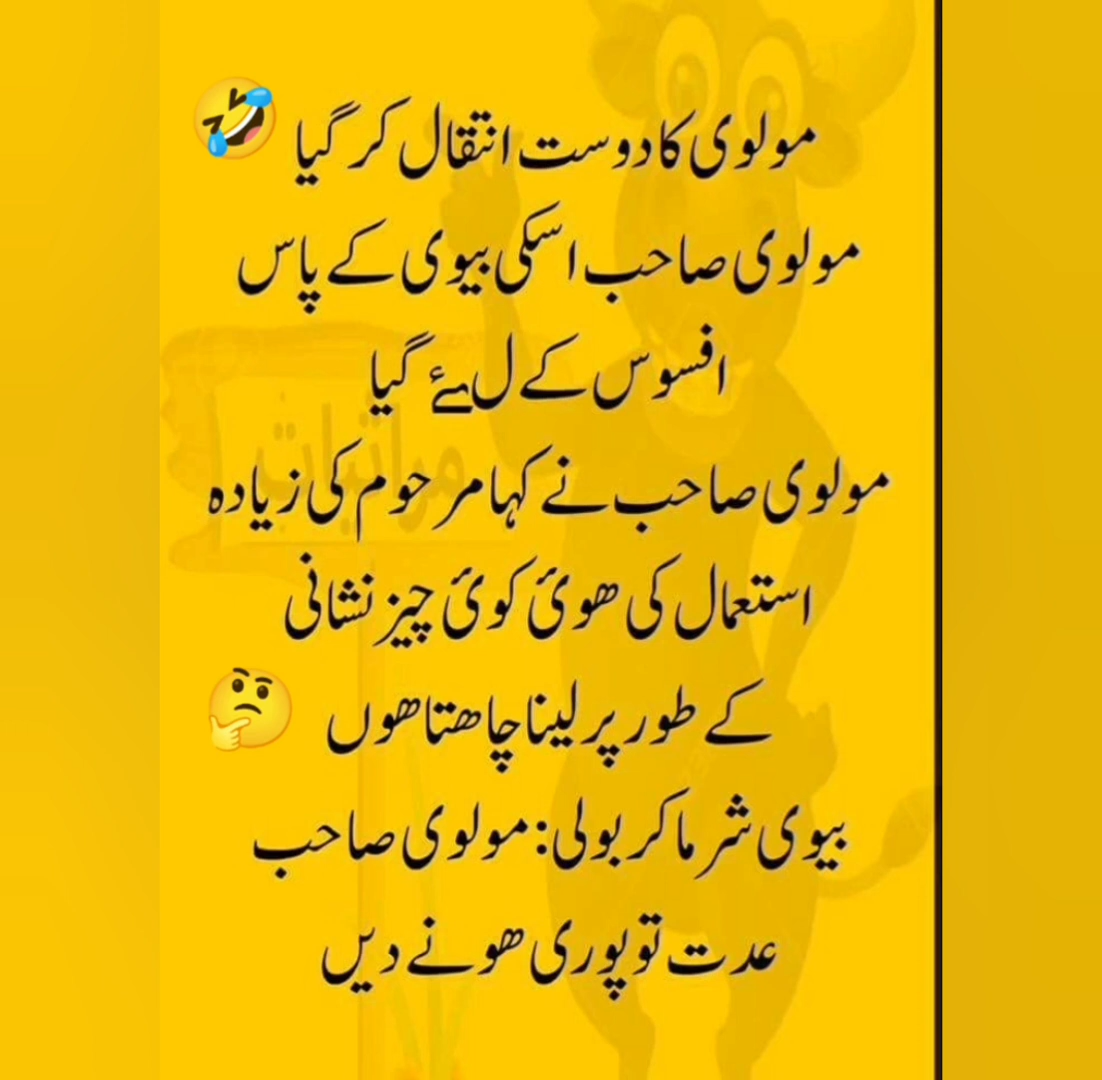 مولوی کا دوست انتقال کر گیا 🤣
مولوی صاحب اسکی بیوی کے پاس
افسوس کے لۓ گیا
مولوی صاحب نے کہا مرحوم کی زیادہ
استعمال کی ھوئ کوئ چیز نشانی
کے طور پر لینا چاھتا ھوں 🤔
بیوی شرما کر بولی: مولوی صاحب
عدت تو پوری ھونے دیں